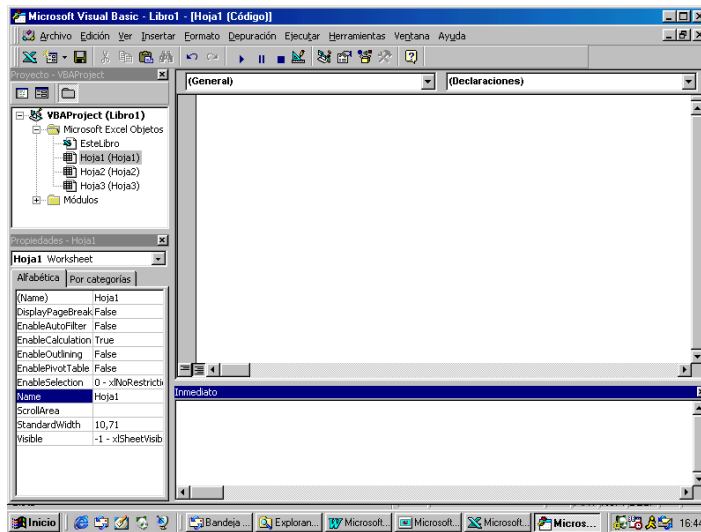 Microsoft Visual Basic - Libro1 - [Hoja1 (Código)]
Archivo Edición Ver Insertar Formato Depuración Ejecutar Herramientas Ventana Ayuda
Proyecto - VBAProject
(General) (Declaraciones)
VBAProject (Libro1)
Microsoft Excel Objetos
EsteLibro
Hoja1 (Hoja1)
Hoja2 (Hoja2)
Hoja3 (Hoja3)
Módulos
Propiedades - Hoja1
Hoja1 Worksheet
Alfabética Por categorías
(Name) Hoja1
DisplayPageBreak False
EnableAutoFilter False
EnableCalculation True
EnableOutlining False
EnablePivotTable False
EnableSelection 0 - xlNoRestricti
Name Hoja1
ScrollArea
StandardWidth 10,71
Visible -1 - xlSheetVisib
Inmediato
Inicio Bandeja ... Exploran... Microsoft... Microsoft... Microsoft... Micros... 16:44